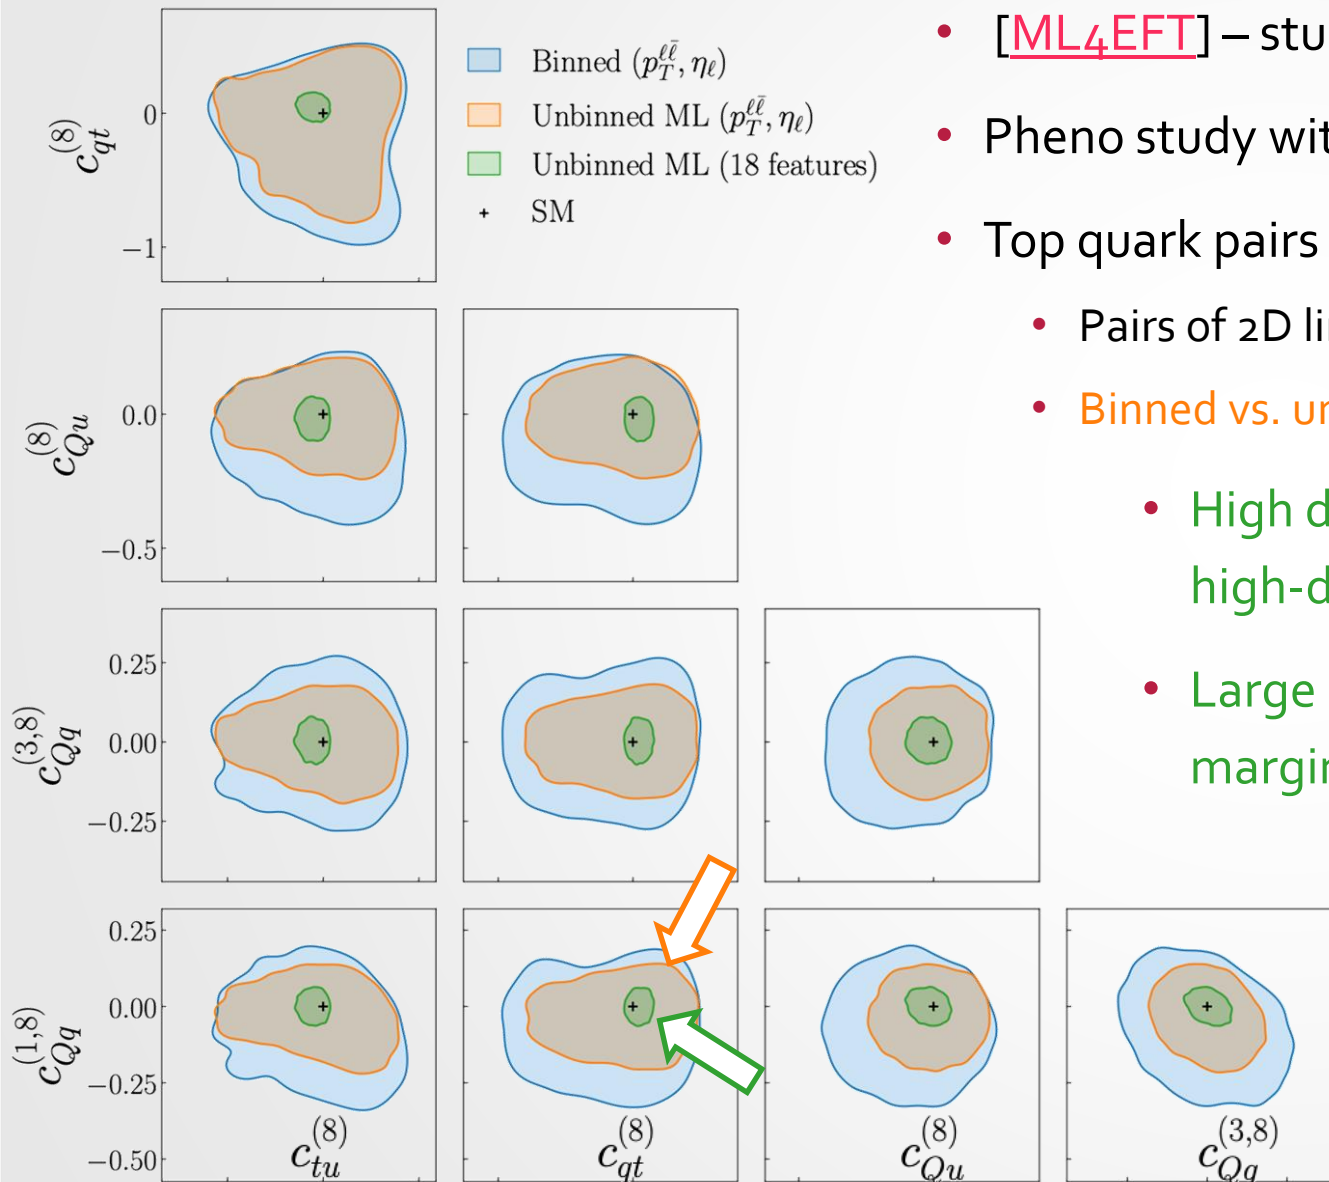 c_{qt}^{(8)}
0
−1
Binned (p_T^{ℓℓ̄}, η_ℓ)
Unbinned ML (p_T^{ℓℓ̄}, η_ℓ)
Unbinned ML (18 features)
SM
• [ML4EFT] – stu
• Pheno study wit
• Top quark pairs
• Pairs of 2D li
• Binned vs. un
• High d
high-d
• Large
margin
c_{Qu}^{(8)}
0.0
−0.5
c_{Qq}^{(3,8)}
0.25
0.00
−0.25
c_{Qq}^{(1,8)}
0.25
0.00
−0.25
−0.50
c_{tu}^{(8)} c_{qt}^{(8)} c_{Qu}^{(8)} c_{Qq}^{(3,8)}